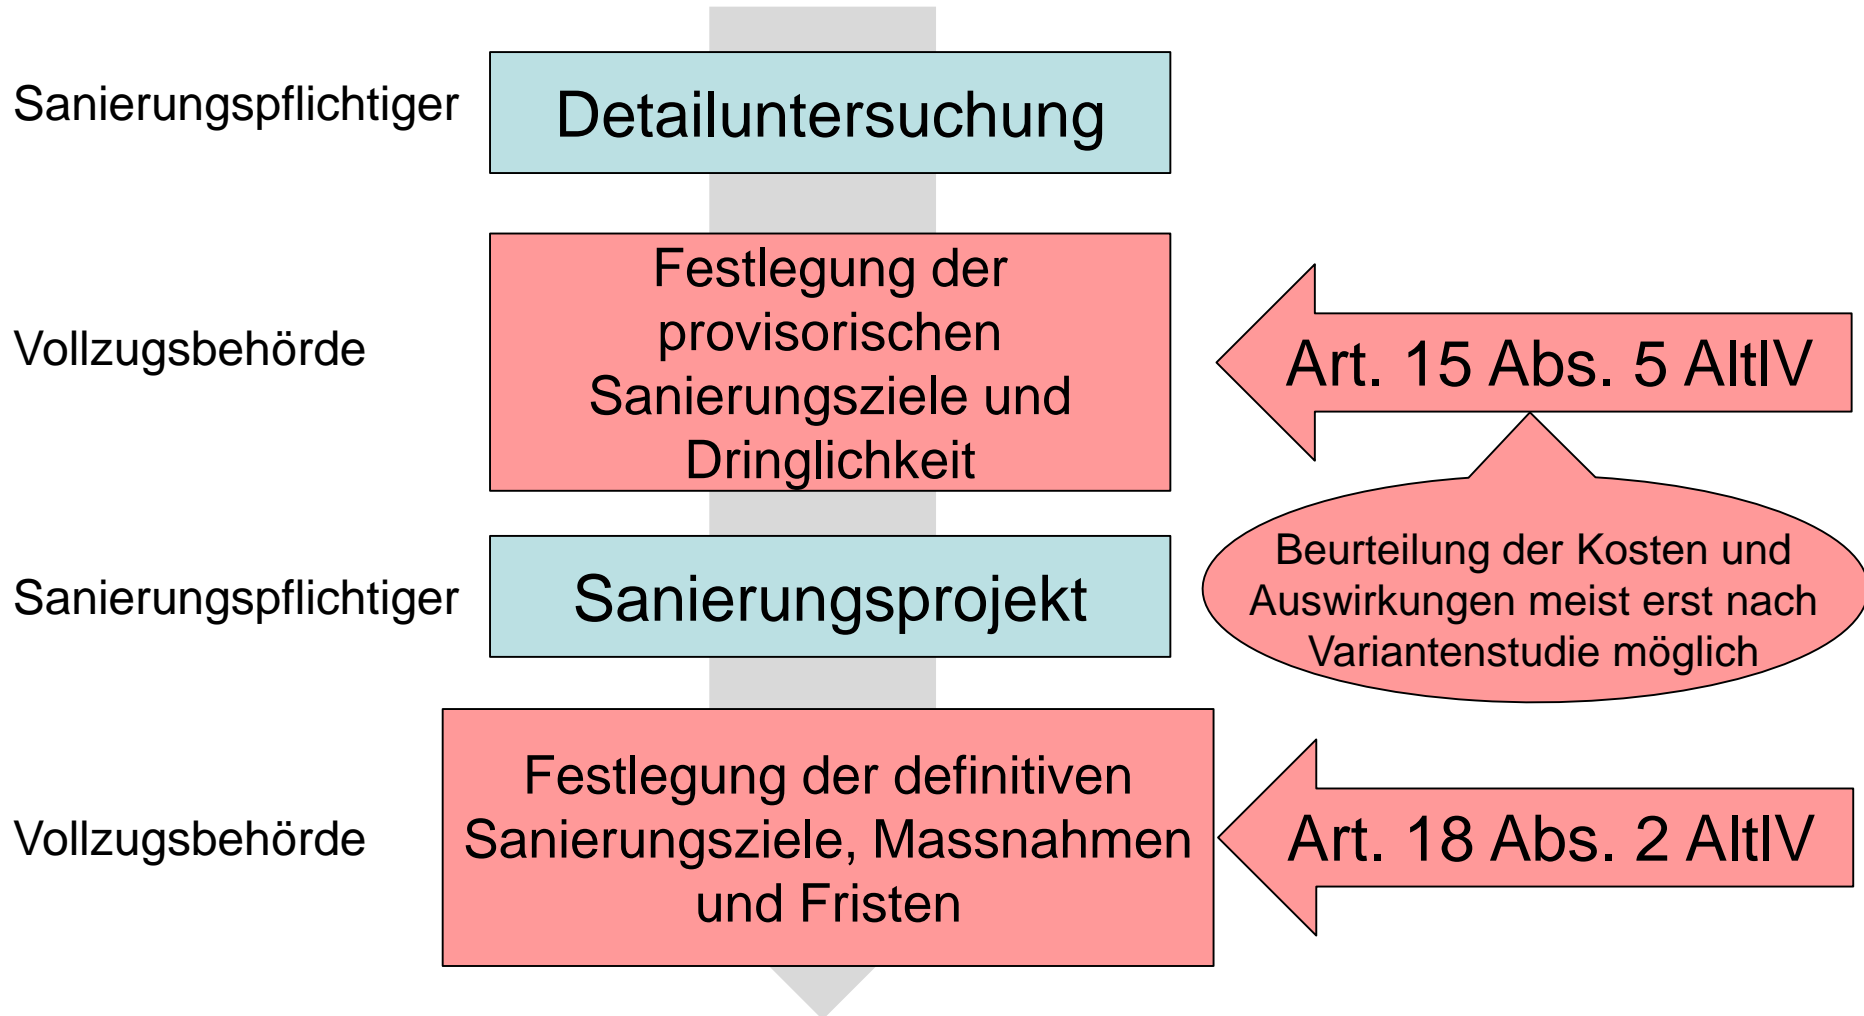 Sanierungspflichtiger
Detailuntersuchung
Vollzugsbehörde
Festlegung der
provisorischen
Sanierungsziele und
Dringlichkeit
Art. 15 Abs. 5 AltlV
Beurteilung der Kosten und
Auswirkungen meist erst nach
Variantenstudie möglich
Sanierungspflichtiger
Sanierungsprojekt
Vollzugsbehörde
Festlegung der definitiven
Sanierungsziele, Massnahmen
und Fristen
Art. 18 Abs. 2 AltlV